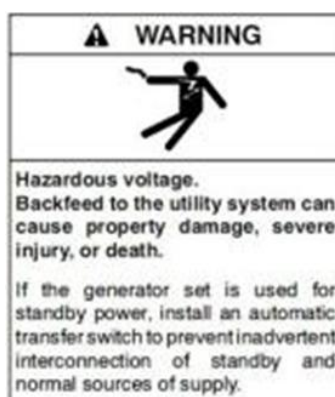 WARNING
Hazardous voltage.
Backfeed to the utility system can
cause property damage, severe
injury, or death.
If the generator set is used for
standby power, install an automatic
transfer switch to prevent inadvertent
interconnection of standby and
normal sources of supply.